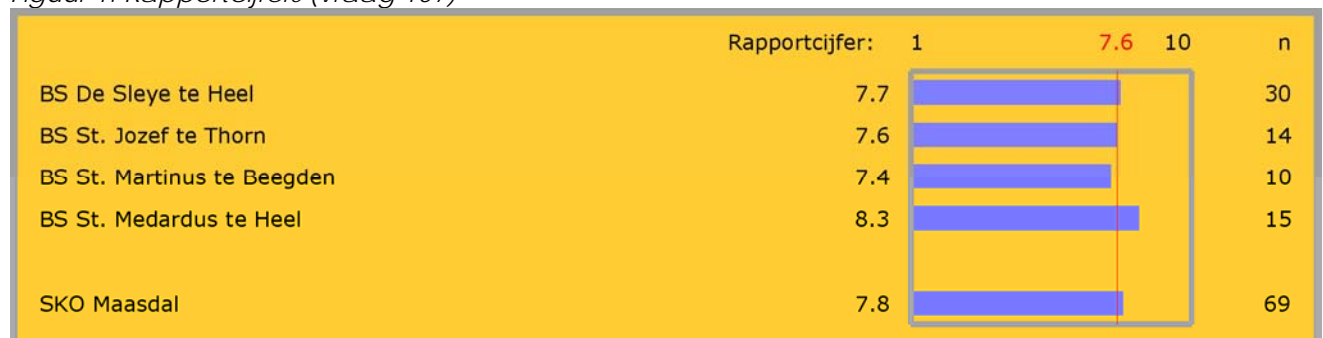 Rapportcijfer: 1 7.6 10 n
BS De Sleye te Heel 7.7 30
BS St. Jozef te Thorn 7.6 14
BS St. Martinus te Beegden 7.4 10
BS St. Medardus te Heel 8.3 15
SKO Maasdal 7.8 69